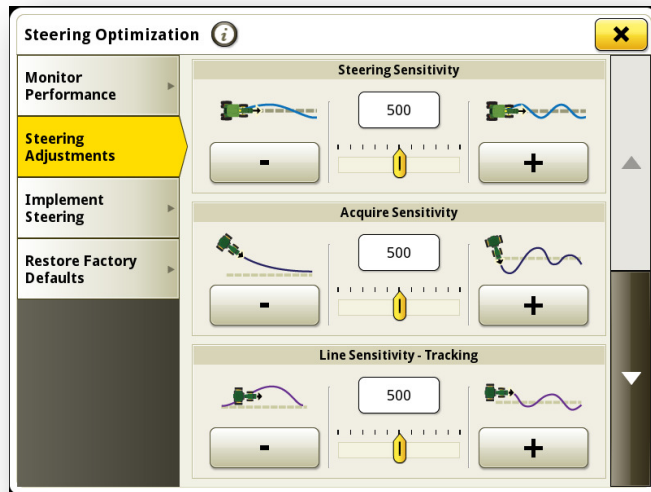 Steering Optimization i
Monitor
Performance
Steering
Adjustments
Implement
Steering
Restore Factory
Defaults
Steering Sensitivity
500
- +
Acquire Sensitivity
500
- +
Line Sensitivity - Tracking
500
- +